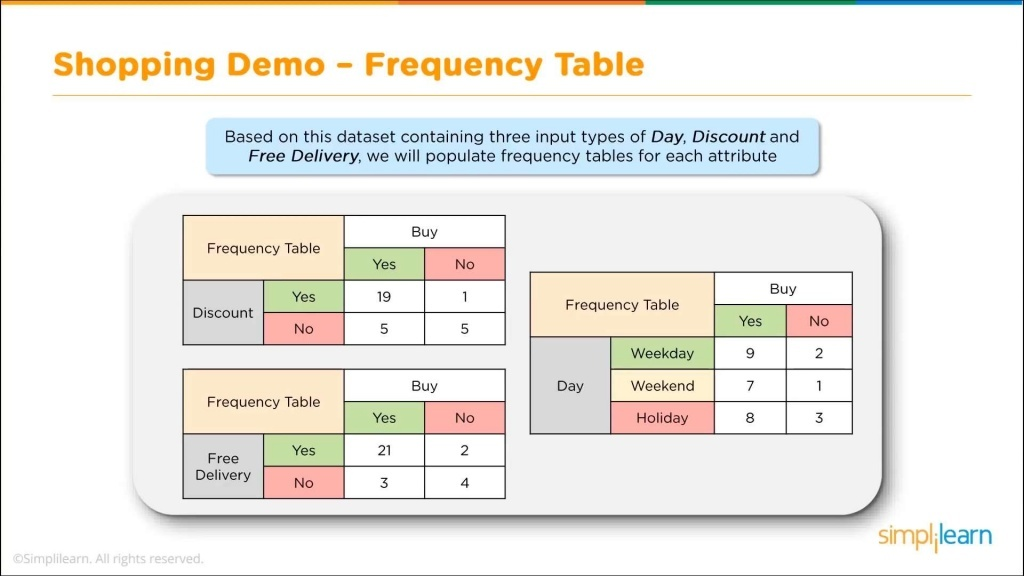 Shopping Demo – Frequency Table
Based on this dataset containing three input types of Day, Discount and
Free Delivery, we will populate frequency tables for each attribute
Frequency Table
Buy
Yes No
Discount
Yes 19 1
No 5 5
Frequency Table
Buy
Yes No
Free
Delivery
Yes 21 2
No 3 4
Frequency Table
Buy
Yes No
Day
Weekday 9 2
Weekend 7 1
Holiday 8 3
simplilearn
©Simplilearn. All rights reserved.